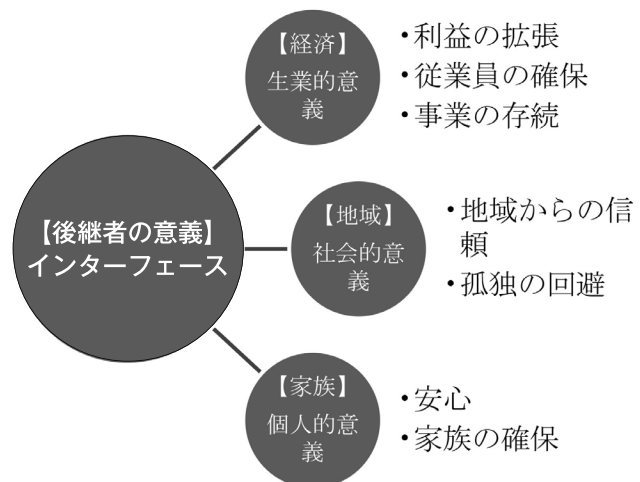 【後継者の意義】
インターフェース
【経済】
生業的意
義
・利益の拡張
・従業員の確保
・事業の存続
【地域】
社会的意
義
・地域からの信
頼
・孤独の回避
【家族】
個人的意
義
・安心
・家族の確保